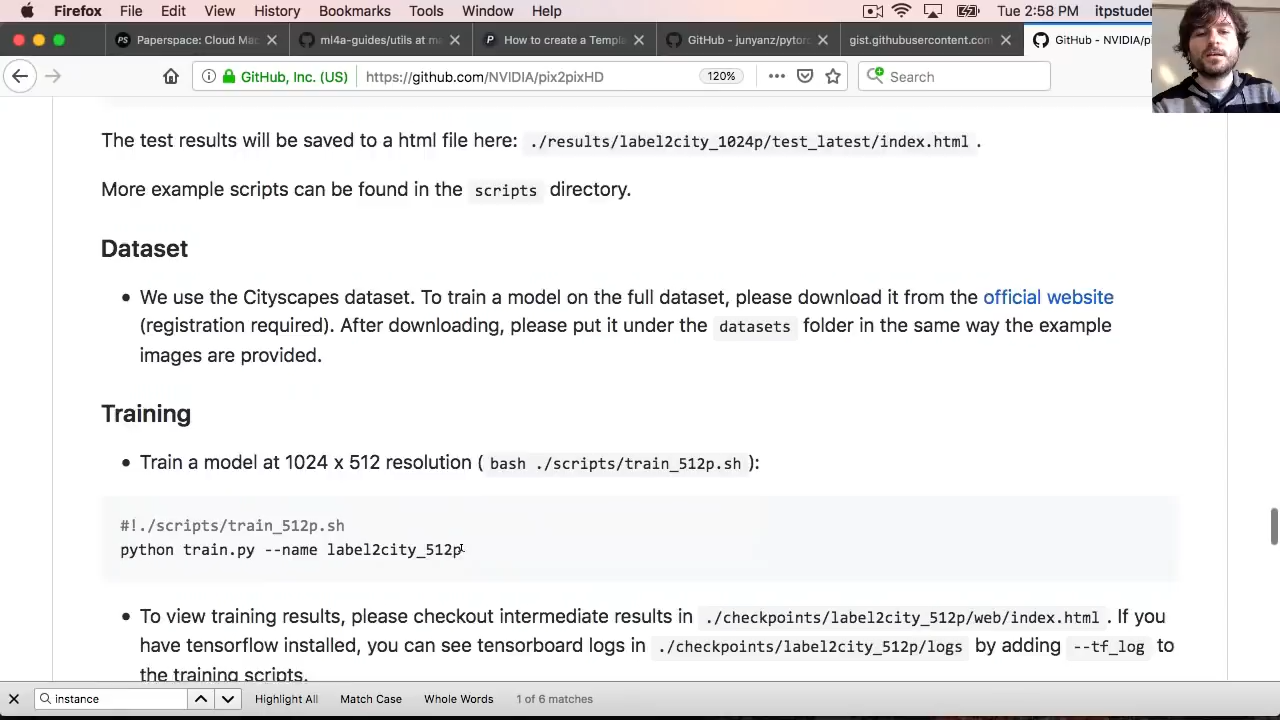 Firefox File Edit View History Bookmarks Tools Window Help Tue 2:58 PM itpstuder
Paperspace: Cloud Mac ml4a-guides/utils at m How to create a Templa GitHub - junyanz/pytorc gist.githubusercontent.com GitHub - NVIDIA/pi
GitHub, Inc. (US) https://github.com/NVIDIA/pix2pixHD 120% Search
The test results will be saved to a html file here: ./results/label2city_1024p/test_latest/index.html .
More example scripts can be found in the scripts directory.
Dataset
• We use the Cityscapes dataset. To train a model on the full dataset, please download it from the official website
(registration required). After downloading, please put it under the datasets folder in the same way the example
images are provided.
Training
• Train a model at 1024 x 512 resolution ( bash ./scripts/train_512p.sh ):
#!./scripts/train_512p.sh
python train.py --name label2city_512p
• To view training results, please checkout intermediate results in ./checkpoints/label2city_512p/web/index.html . If you
have tensorflow installed, you can see tensorboard logs in ./checkpoints/label2city_512p/logs by adding --tf_log to
the training scripts.
instance Highlight All Match Case Whole Words 1 of 6 matches